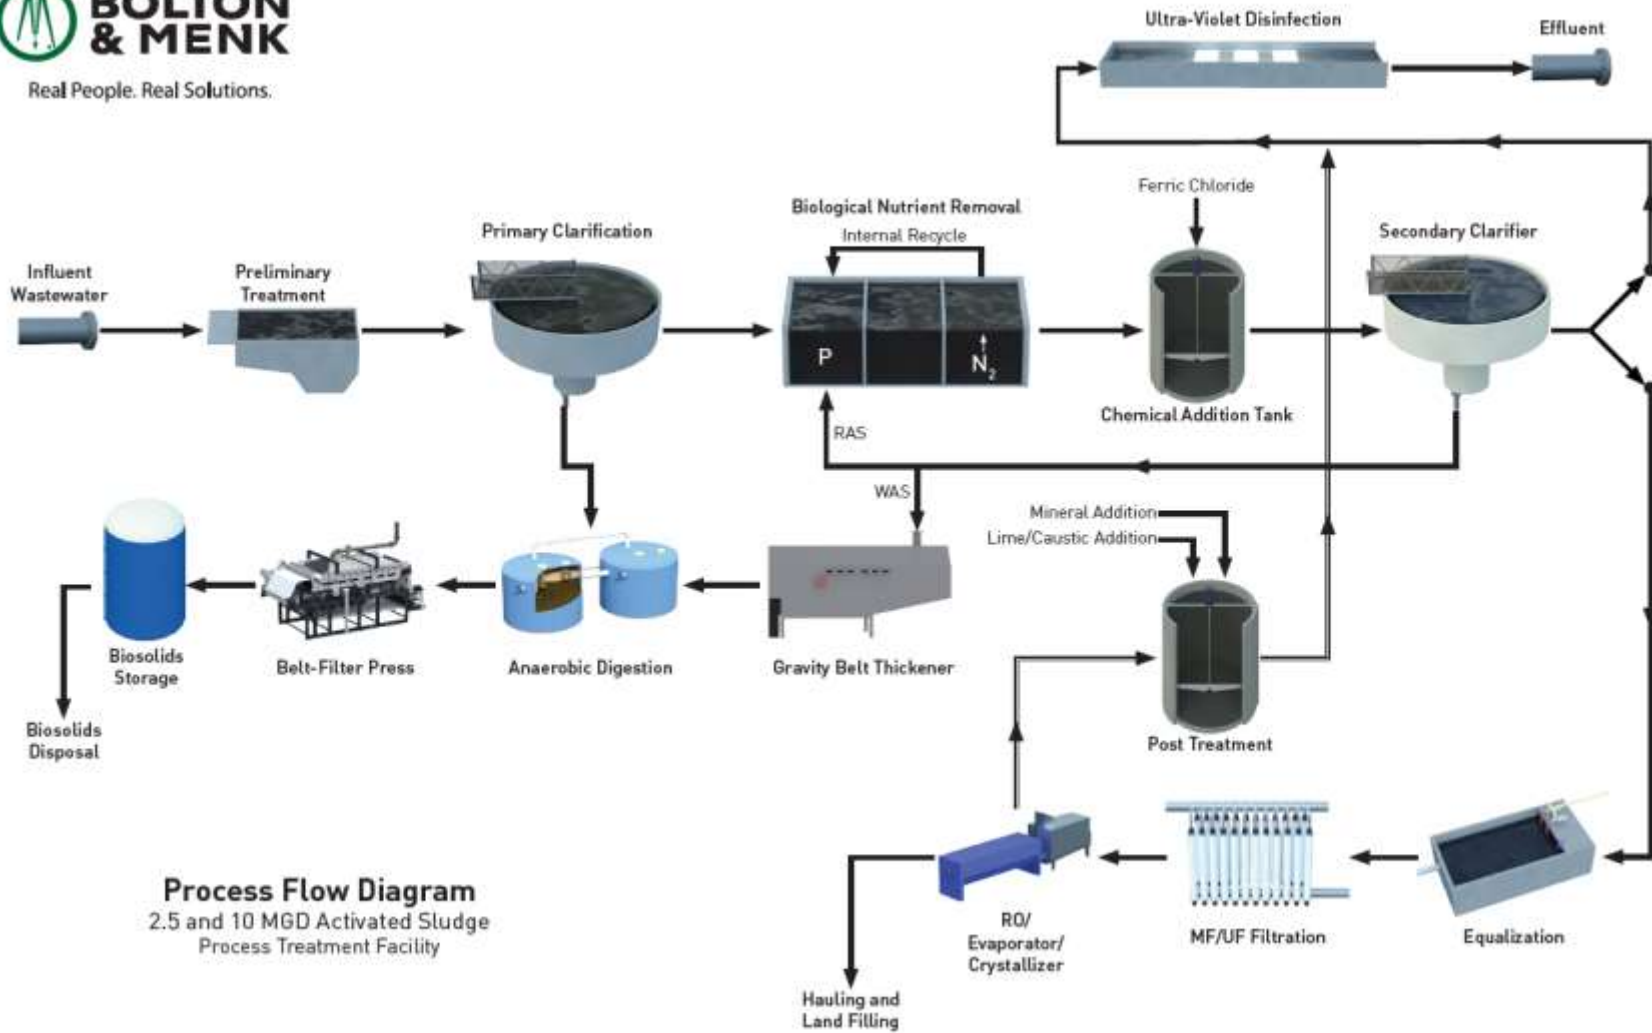 BOLTON
& MENK
Real People. Real Solutions.
Ultra-Violet Disinfection
Effluent
Ferric Chloride
Biological Nutrient Removal
Internal Recycle
Primary Clarification
Secondary Clarifier
Influent
Wastewater
Preliminary
Treatment
P
N2
Chemical Addition Tank
RAS
WAS
Mineral Addition
Lime/Caustic Addition
Biosolids
Storage
Belt-Filter Press
Anaerobic Digestion
Gravity Belt Thickener
Biosolids
Disposal
Post Treatment
Process Flow Diagram
2.5 and 10 MGD Activated Sludge
Process Treatment Facility
RO/
Evaporator/
Crystallizer
MF/UF Filtration
Equalization
Hauling and
Land Filling